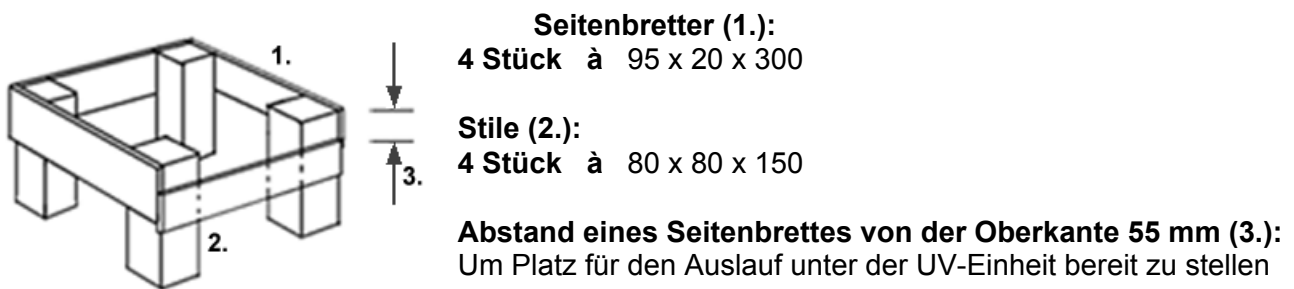 Seitenbretter (1.):
4 Stück à 95 x 20 x 300
Stile (2.):
4 Stück à 80 x 80 x 150
Abstand eines Seitenbrettes von der Oberkante 55 mm (3.):
Um Platz für den Auslauf unter der UV-Einheit bereit zu stellen
1.
3.
2.